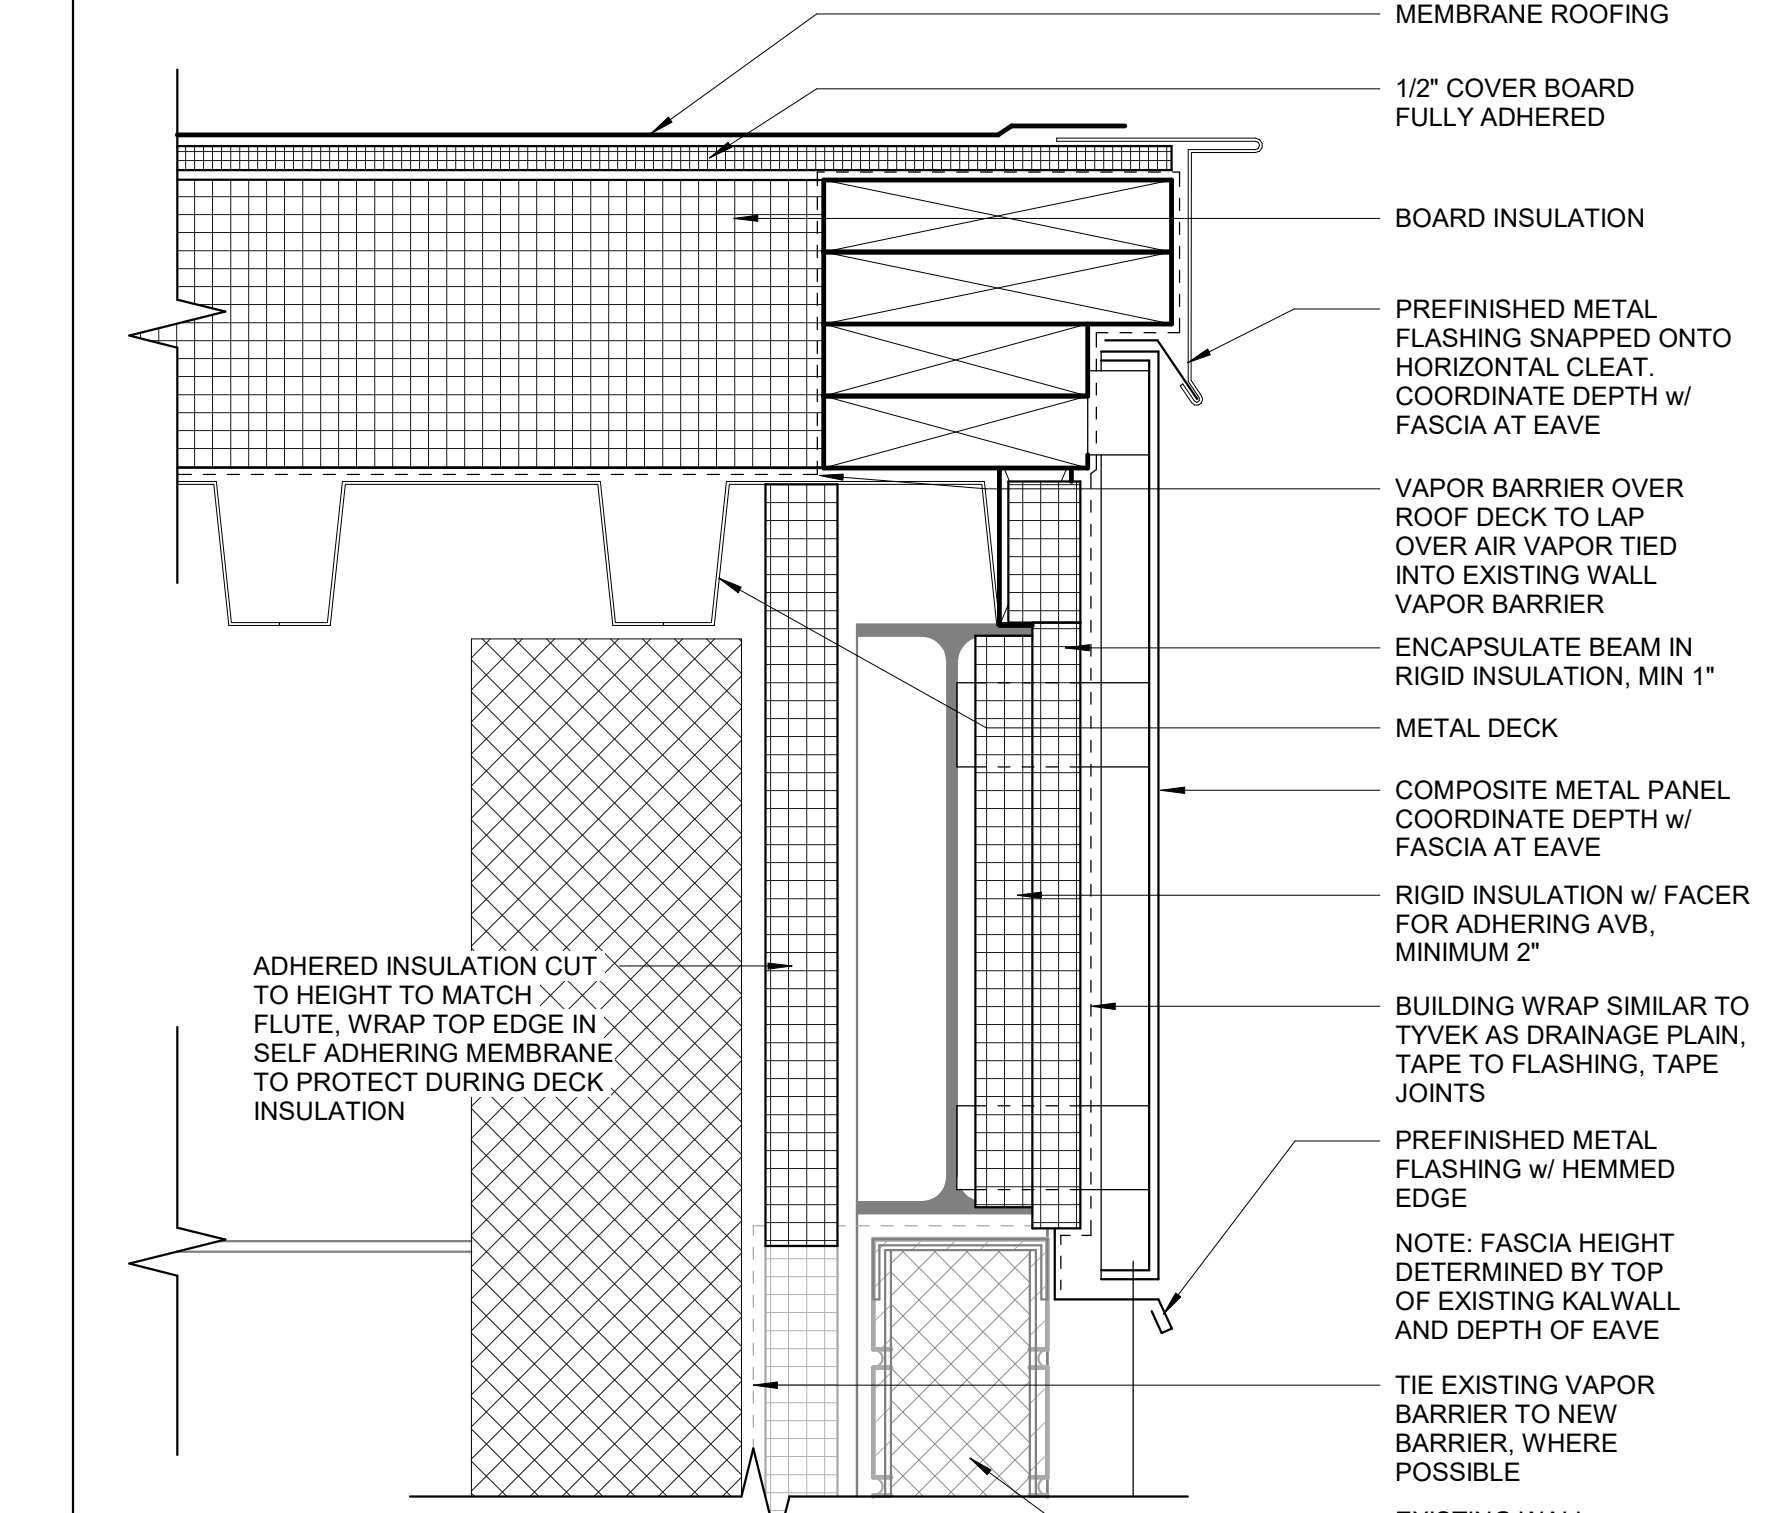 MEMBRANE ROOFING
1/2" COVER BOARD
FULLY ADHERED
BOARD INSULATION
PREFINISHED METAL
FLASHING SNAPPED ONTO
HORIZONTAL CLEAT.
COORDINATE DEPTH w/
FASCIA AT EAVE
VAPOR BARRIER OVER
ROOF DECK TO LAP
OVER AIR VAPOR TIED
INTO EXISTING WALL
VAPOR BARRIER
ENCAPSULATE BEAM IN
RIGID INSULATION, MIN 1"
METAL DECK
COMPOSITE METAL PANEL
COORDINATE DEPTH w/
FASCIA AT EAVE
RIGID INSULATION w/ FACER
FOR ADHERING AVB,
MINIMUM 2"
ADHERED INSULATION CUT
TO HEIGHT TO MATCH
FLUTE, WRAP TOP EDGE IN
SELF ADHERING MEMBRANE
TO PROTECT DURING DECK
INSULATION
BUILDING WRAP SIMILAR TO
TYVEK AS DRAINAGE PLAIN,
TAPE TO FLASHING, TAPE
JOINTS
PREFINISHED METAL
FLASHING w/ HEMMED
EDGE
NOTE: FASCIA HEIGHT
DETERMINED BY TOP
OF EXISTING KALWALL
AND DEPTH OF EAVE
TIE EXISTING VAPOR
BARRIER TO NEW
BARRIER, WHERE
POSSIBLE